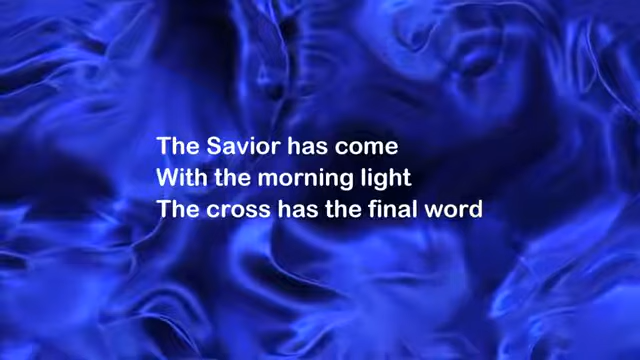 The Savior has come
With the morning light
The cross has the final word